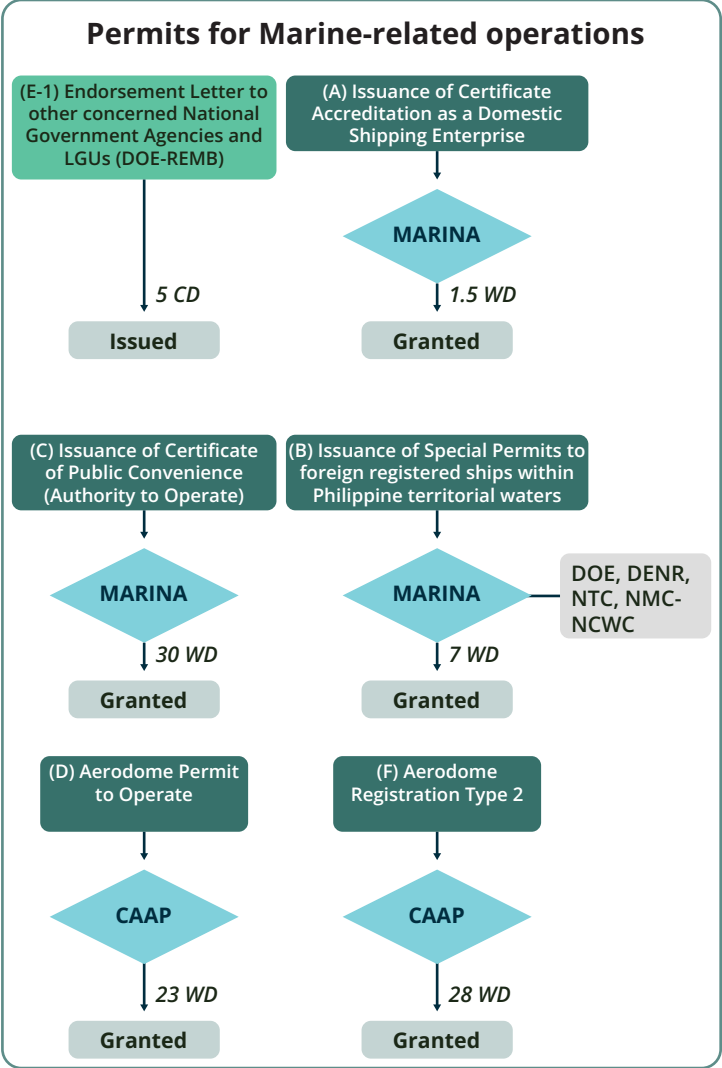 Permits for Marine-related operations
(E-1) Endorsement Letter to
other concerned National
Government Agencies and
LGUs (DOE-REMB)
5 CD
Issued
(A) Issuance of Certificate
Accreditation as a Domestic
Shipping Enterprise
MARINA
1.5 WD
Granted
(C) Issuance of Certificate
of Public Convenience
(Authority to Operate)
MARINA
30 WD
Granted
(B) Issuance of Special Permits to
foreign registered ships within
Philippine territorial waters
MARINA
DOE, DENR,
NTC, NMC-
NCWC
7 WD
Granted
(D) Aerodome Permit
to Operate
CAAP
23 WD
Granted
(F) Aerodome
Registration Type 2
CAAP
28 WD
Granted